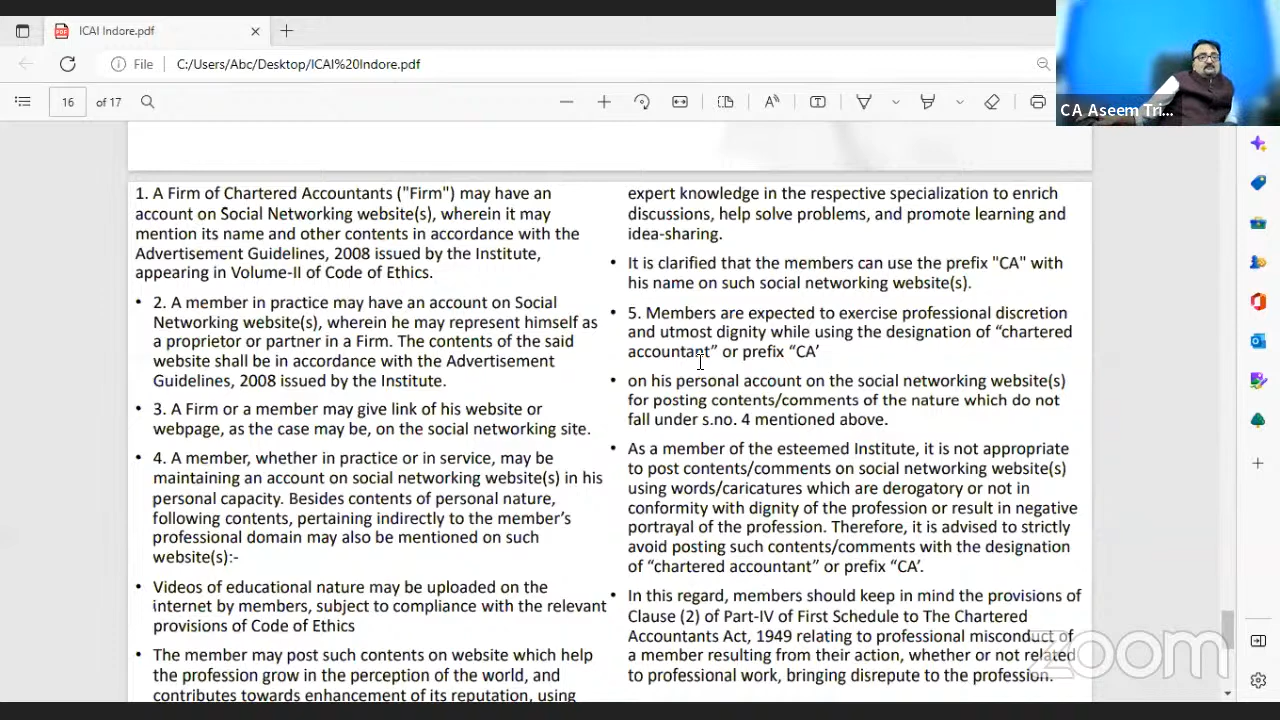 ICAI Indore.pdf
File
C:/Users/Abc/Desktop/ICAI%20Indore.pdf
16
of 17
CA Aseem Tri...
1. A Firm of Chartered Accountants ("Firm") may have an
account on Social Networking website(s), wherein it may
mention its name and other contents in accordance with the
Advertisement Guidelines, 2008 issued by the Institute,
appearing in Volume-II of Code of Ethics.
• 2. A member in practice may have an account on Social
Networking website(s), wherein he may represent himself as
a proprietor or partner in a Firm. The contents of the said
website shall be in accordance with the Advertisement
Guidelines, 2008 issued by the Institute.
• 3. A Firm or a member may give link of his website or
webpage, as the case may be, on the social networking site.
• 4. A member, whether in practice or in service, may be
maintaining an account on social networking website(s) in his
personal capacity. Besides contents of personal nature,
following contents, pertaining indirectly to the member's
professional domain may also be mentioned on such
website(s):-
• Videos of educational nature may be uploaded on the
internet by members, subject to compliance with the relevant
provisions of Code of Ethics
• The member may post such contents on website which help
the profession grow in the perception of the world, and
contributes towards enhancement of its reputation, using
expert knowledge in the respective specialization to enrich
discussions, help solve problems, and promote learning and
idea-sharing.
• It is clarified that the members can use the prefix "CA" with
his name on such social networking website(s).
• 5. Members are expected to exercise professional discretion
and utmost dignity while using the designation of “chartered
accountant” or prefix “CA’
• on his personal account on the social networking website(s)
for posting contents/comments of the nature which do not
fall under s.no. 4 mentioned above.
• As a member of the esteemed Institute, it is not appropriate
to post contents/comments on social networking website(s)
using words/caricatures which are derogatory or not in
conformity with dignity of the profession or result in negative
portrayal of the profession. Therefore, it is advised to strictly
avoid posting such contents/comments with the designation
of “chartered accountant” or prefix “CA’.
• In this regard, members should keep in mind the provisions of
Clause (2) of Part-IV of First Schedule to The Chartered
Accountants Act, 1949 relating to professional misconduct of
a member resulting from their action, whether or not related
to professional work, bringing disrepute to the profession.
zoom